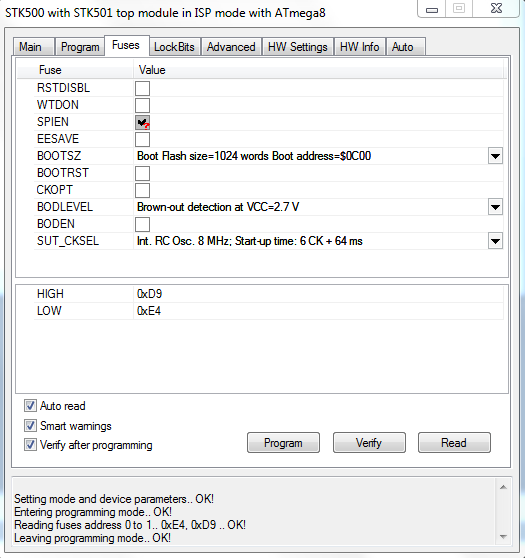 STK500 with STK501 top module in ISP mode with ATmega8
Main Program Fuses LockBits Advanced HW Settings HW Info Auto
Fuse Value
RSTDISBL
WTDON
SPIEN
EESAVE
BOOTSZ Boot Flash size=1024 words Boot address=$0C00
BOOTRST
CKOPT
BODLEVEL Brown-out detection at VCC=2.7 V
BODEN
SUT_CKSEL Int. RC Osc. 8 MHz; Start-up time: 6 CK + 64 ms
HIGH 0xD9
LOW 0xE4
Auto read
Smart warnings
Verify after programming
Program Verify Read
Setting mode and device parameters.. OK!
Entering programming mode.. OK!
Reading fuses address 0 to 1.. 0xE4, 0xD9 .. OK!
Leaving programming mode.. OK!